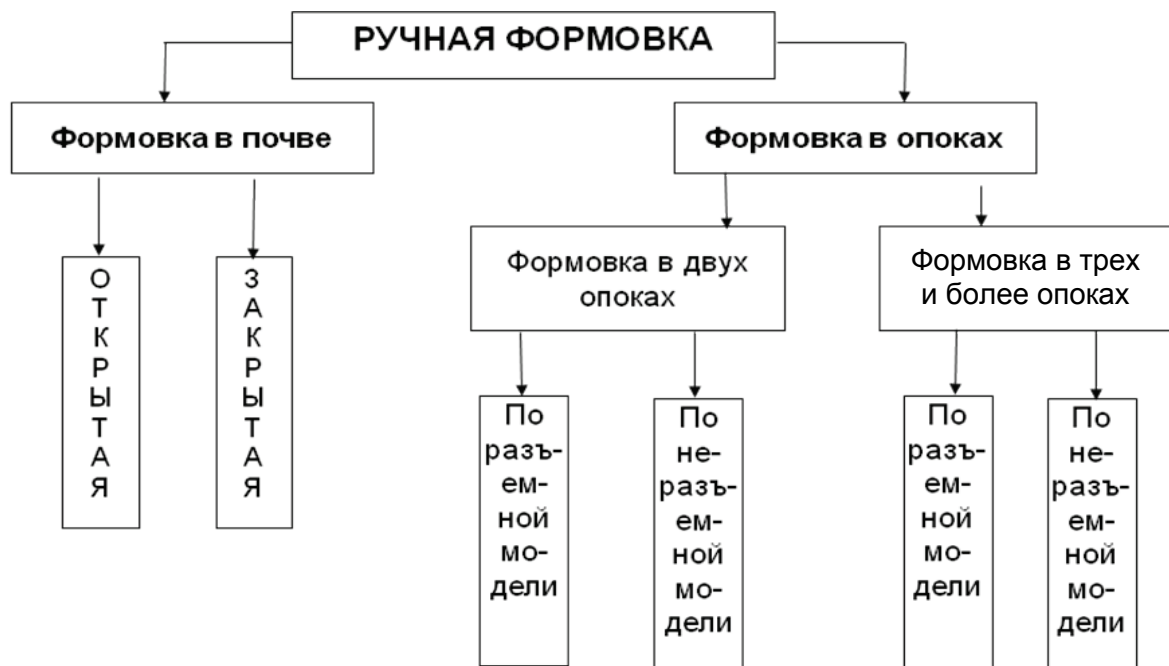 РУЧНАЯ ФОРМОВКА
Формовка в почве
Формовка в опоках
О
Т
К
Р
Ы
Т
А
Я
З
А
К
Р
Ы
Т
А
Я
Формовка в двух
опоках
Формовка в трех
и более опоках
По
разъ-
ем-
ной
мо-
дели
По
не-
разъ-
ем-
ной
мо-
дели
По
разъ-
ем-
ной
мо-
дели
По
не-
разъ-
ем-
ной
мо-
дели